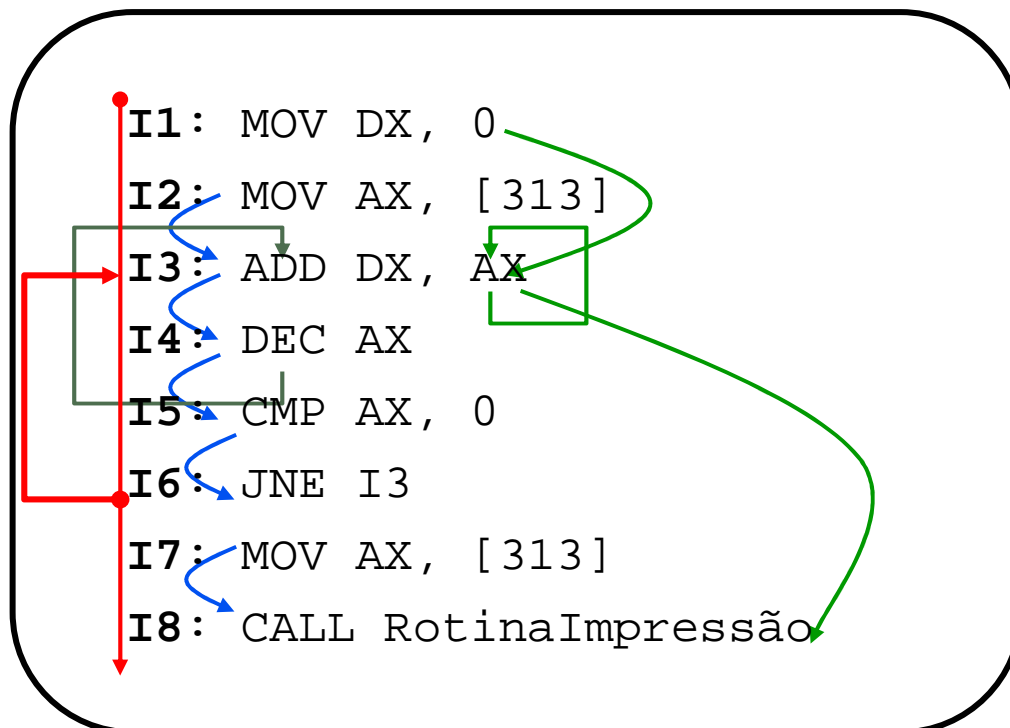 I1: MOV DX, 0
I2: MOV AX, [313]
I3: ADD DX, AX
I4: DEC AX
I5: CMP AX, 0
I6: JNE I3
I7: MOV AX, [313]
I8: CALL RotinaImpressão